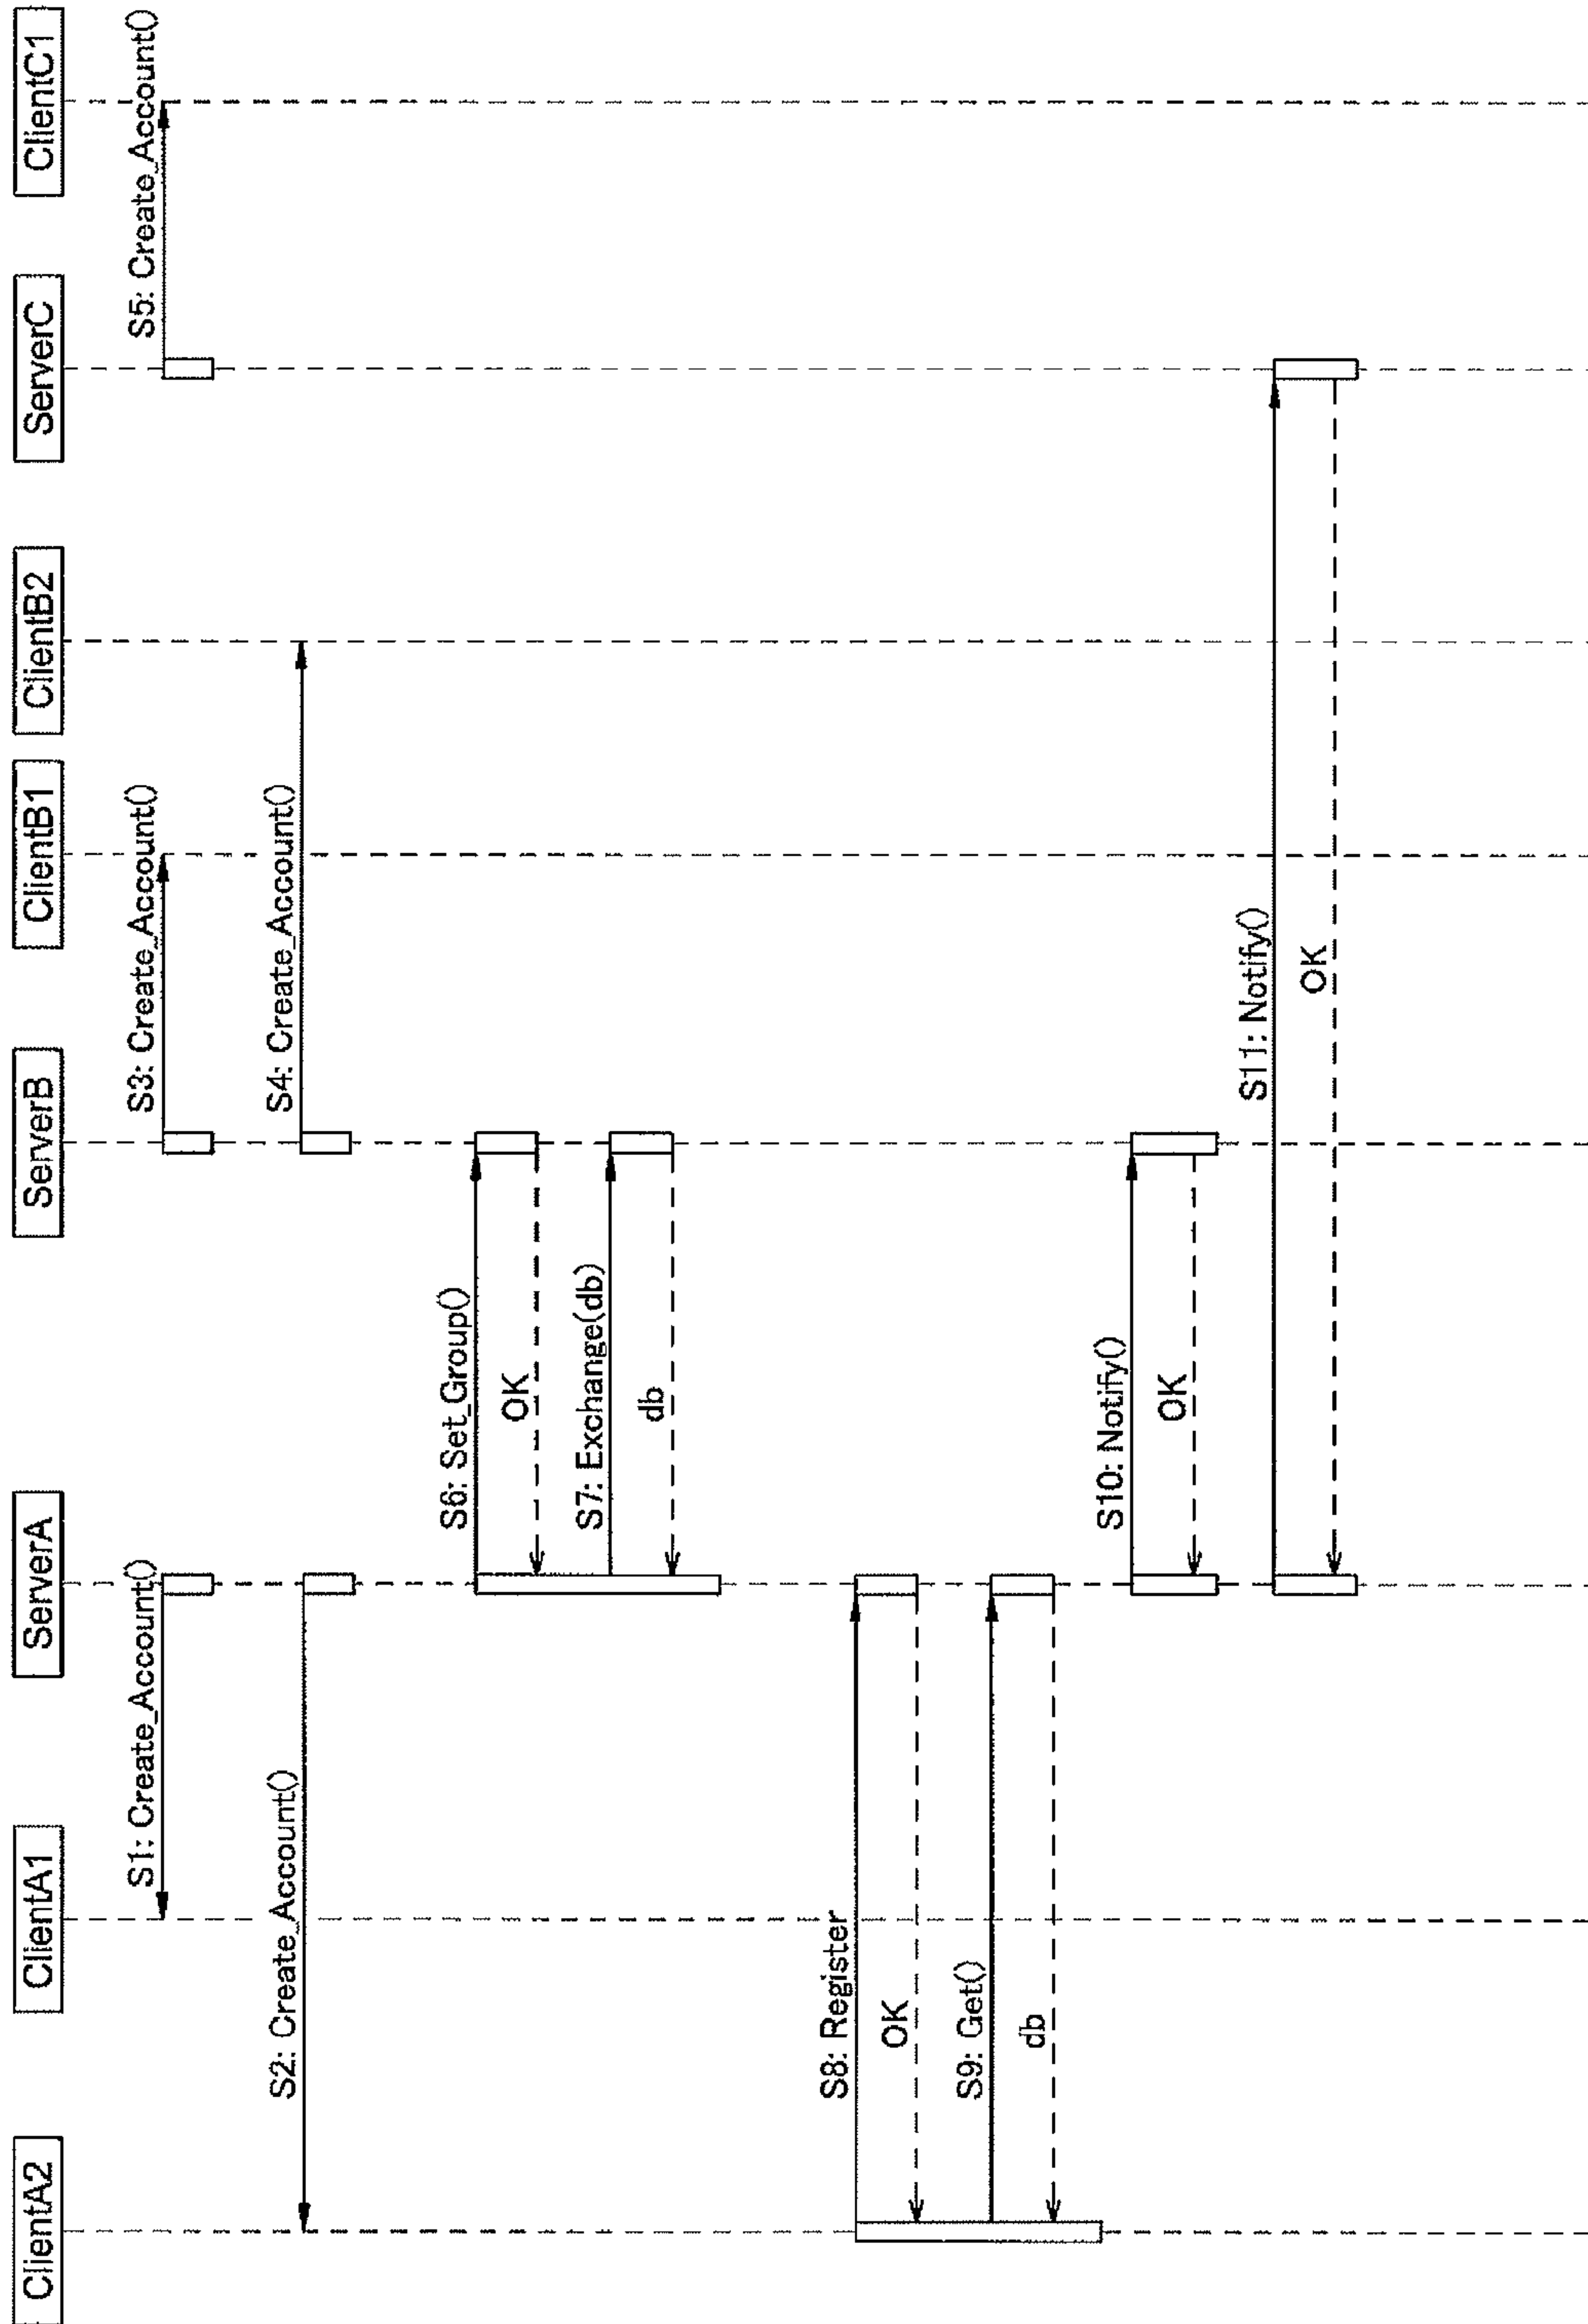 ClientA2
ClientA1
ServerA
ServerB
ClientB1
ClientB2
ServerC
ClientC1
S1: Create_Account()
S3: Create_Account()
S5: Create_Account()
S2: Create_Account()
S4: Create_Account()
S6: Set_Group()
OK
S7: Exchange(db)
db
S8: Register
OK
S9: Get()
db
S10: Notify()
OK
S11: Notify()
OK